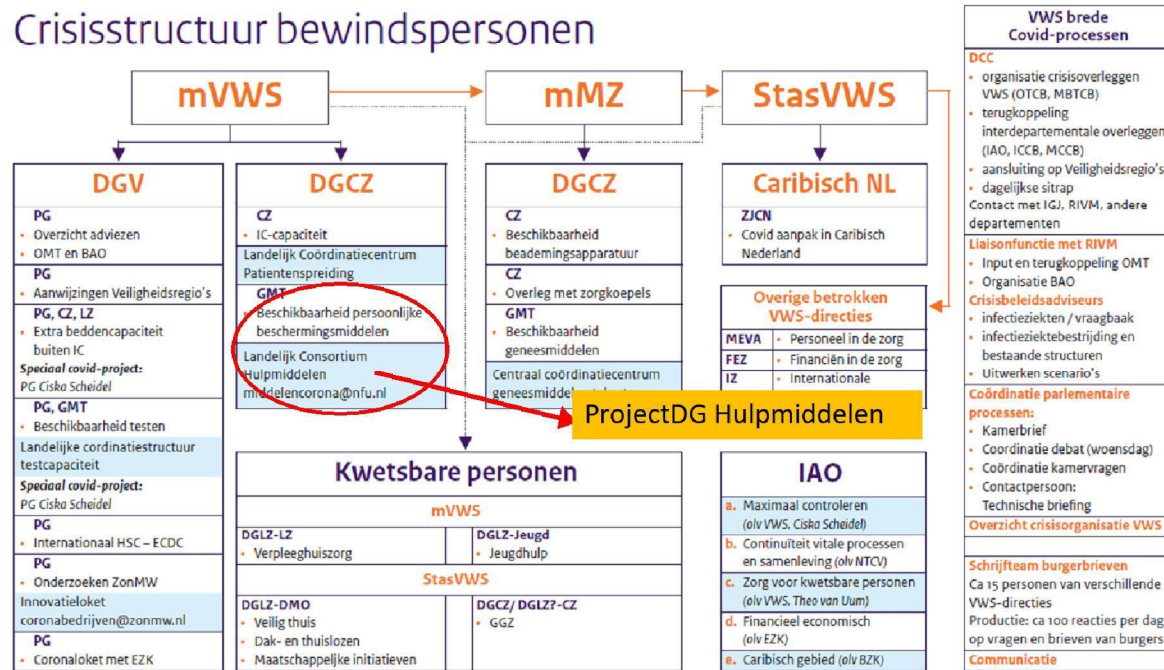 Crisisstructuur bewindspersonen
mVWS
mMZ
StasVWS
DGV
PG
• Overzicht adviezen
• OMT en BAO
PG
• Aanwijzingen Veiligheidsregio's
PG, CZ, LZ
• Extra beddencapaciteit
buiten IC
Speciaal covid-project:
PG Ciska Scheidel
PG, GMT
• Beschikbaarheid testen
Landelijke cordinatiestructuur
testcapaciteit
Speciaal covid-project:
PG Ciska Scheidel
PG
• Internationaal HSC – ECDC
PG
• Onderzoeken ZonMW
Innovatieloket
coronabedrijven@zonmw.nl
PG
• Coronaloket met EZK
DGCZ
CZ
• IC-capaciteit
Landelijk Coördinatiecentrum
Patientenspreiding
GMT
• Beschikbaarheid persoonlijke
beschermingsmiddelen
Landelijk Consortium
Hulpmiddelen
middelencorona@nfu.nl
DGCZ
CZ
• Beschikbaarheid
beademingsapparatuur
CZ
• Overleg met zorgkoepels
GMT
• Beschikbaarheid
geneesmiddelen
Centraal coördinatiecentrum
Caribisch NL
ZJCN
• Covid aanpak in Caribisch
Nederland
Overige betrokken
VWS-directies
MEVA • Personeel in de zorg
FEZ • Financiën in de zorg
IZ • Internationale
ProjectDG Hulpmiddelen
Kwetsbare personen
mVWS
DGLZ-LZ
• Verpleeghuiszorg
DGLZ-Jeugd
• Jeugdhulp
StasVWS
DGLZ-DMO
• Veilig thuis
• Dak- en thuislozen
• Maatschappeljke initiatieven
DGCZ/ DGLZ?-CZ
• GGZ
IAO
a. Maximaal controleren
(olv VWS, Ciska Scheidel)
b. Continuïteit vitale processen
en samenleving (olv NTCV)
c. Zorg voor kwetsbare personen
(olv VWS, Theo van Uum)
d. Financieel economisch
(olv EZK)
e. Caribisch gebied (olv BZK)
VWS brede
Covid-processen
DCC
• organisatie crisisoverleggen
VWS (OTCB, MBTCB)
• terugkoppeling
interdepartementale overleggen
(IAO, ICCB, MCCB)
• aansluiting op Veiligheidsregio's
• dagelijkse sitrap
Contact met IGJ, RIVM, andere
departementen
Liaisonfunctie met RIVM
• Input en terugkoppeling OMT
• Organisatie BAO
Crisisbeleidsadviseurs
• infectieziekten / vraagbaak
• infectieziektebestrijding en
bestaande structuren
• Uitwerken scenario's
Coördinatie parlementaire
processen:
• Kamerbrief
• Coordinatie debat (woensdag)
• Coördinatie kamervragen
• Contactpersoon:
Technische briefing
Overzicht crisisorganisatie VWS
Schrijfteam burgerbrieven
Ca 15 personen van verschillende
VWS-directies
Productie: ca 100 reacties per dag
op vragen en brieven van burgers
Communicatie